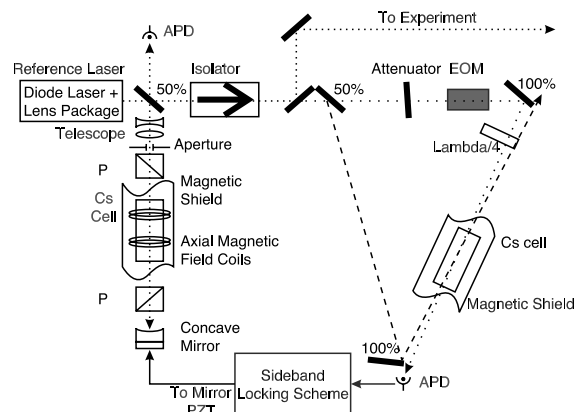 To Experiment
APD
Reference Laser
Isolator
50%
50%
Attenuator
EOM
100%
Diode Laser +
Lens Package
Telescope
Aperture
Lambda/4
P
Magnetic
Shield
Cs
Cell
Axial Magnetic
Field Coils
Cs cell
Magnetic Shield
P
Concave
Mirror
100%
Sideband
Locking Scheme
APD
To Mirror
PZT